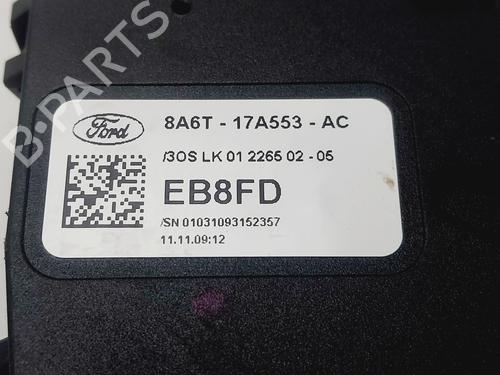 B-PARTS
Ford
8A6T - 17A553 - AC
/3OS LK 01 2265 02 - 05
EB8FD
/SN 01031093152357
11.11.09:12